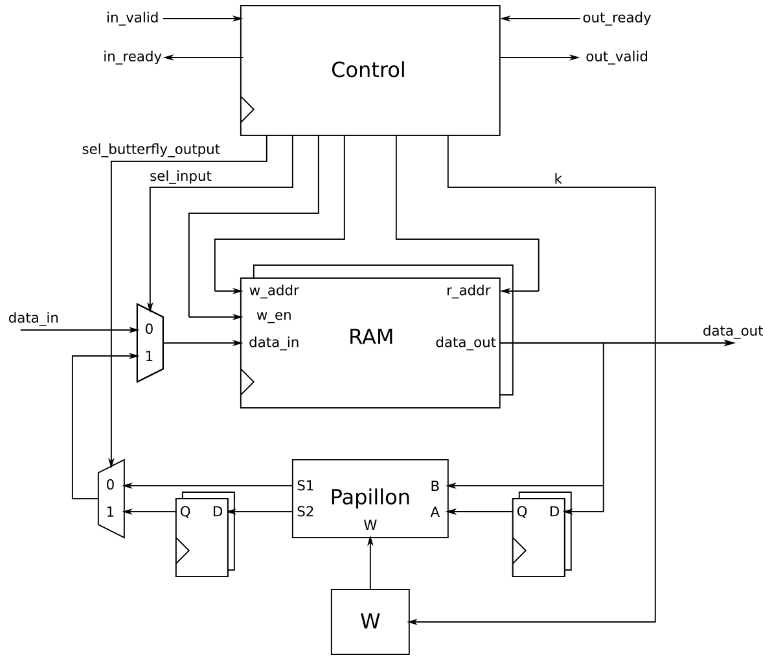 in_valid
out_ready
in_ready
out_valid
Control
sel_butterfly_output
sel_input
k
w_addr
r_addr
data_in
w_en
RAM
0
data_in
data_out
data_out
1
0
S1
B
Papillon
1
Q
D
S2
A
Q
D
W
W